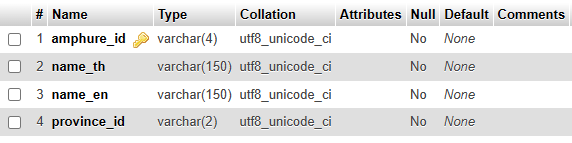 # Name Type Collation Attributes Null Default Comments
1 amphure_id varchar(4) utf8_unicode_ci No None
2 name_th varchar(150) utf8_unicode_ci No None
3 name_en varchar(150) utf8_unicode_ci No None
4 province_id varchar(2) utf8_unicode_ci No None